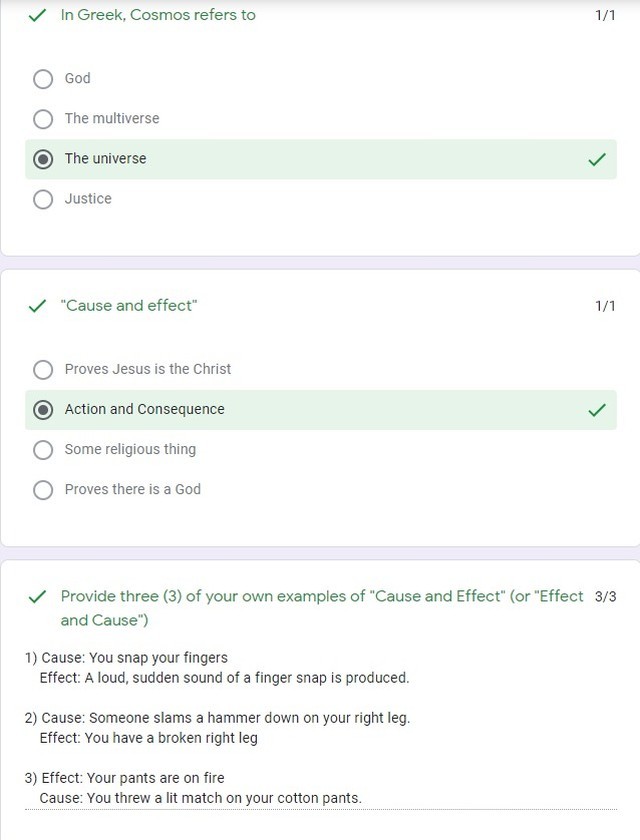 In Greek, Cosmos refers to 1/1
God
The multiverse
The universe
Justice
"Cause and effect" 1/1
Proves Jesus is the Christ
Action and Consequence
Some religious thing
Proves there is a God
Provide three (3) of your own examples of "Cause and Effect" (or "Effect 3/3
and Cause")
1) Cause: You snap your fingers
Effect: A loud, sudden sound of a finger snap is produced.
2) Cause: Someone slams a hammer down on your right leg.
Effect: You have a broken right leg
3) Effect: Your pants are on fire
Cause: You threw a lit match on your cotton pants.